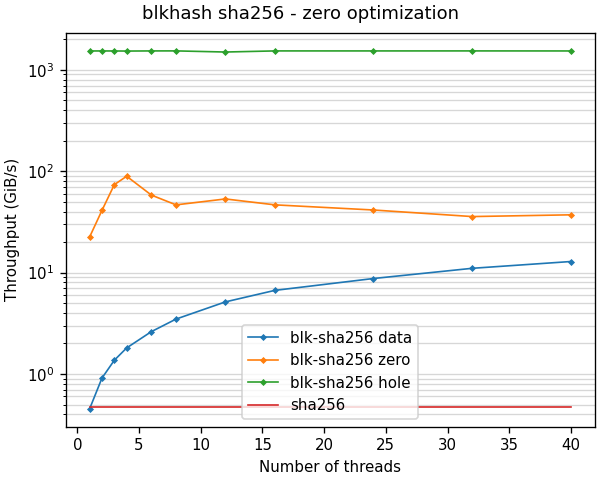 blkhash sha256 - zero optimization
Throughput (GiB/s)
10³
10²
10¹
10⁰
blk-sha256 data
blk-sha256 zero
blk-sha256 hole
sha256
0 5 10 15 20 25 30 35 40
Number of threads